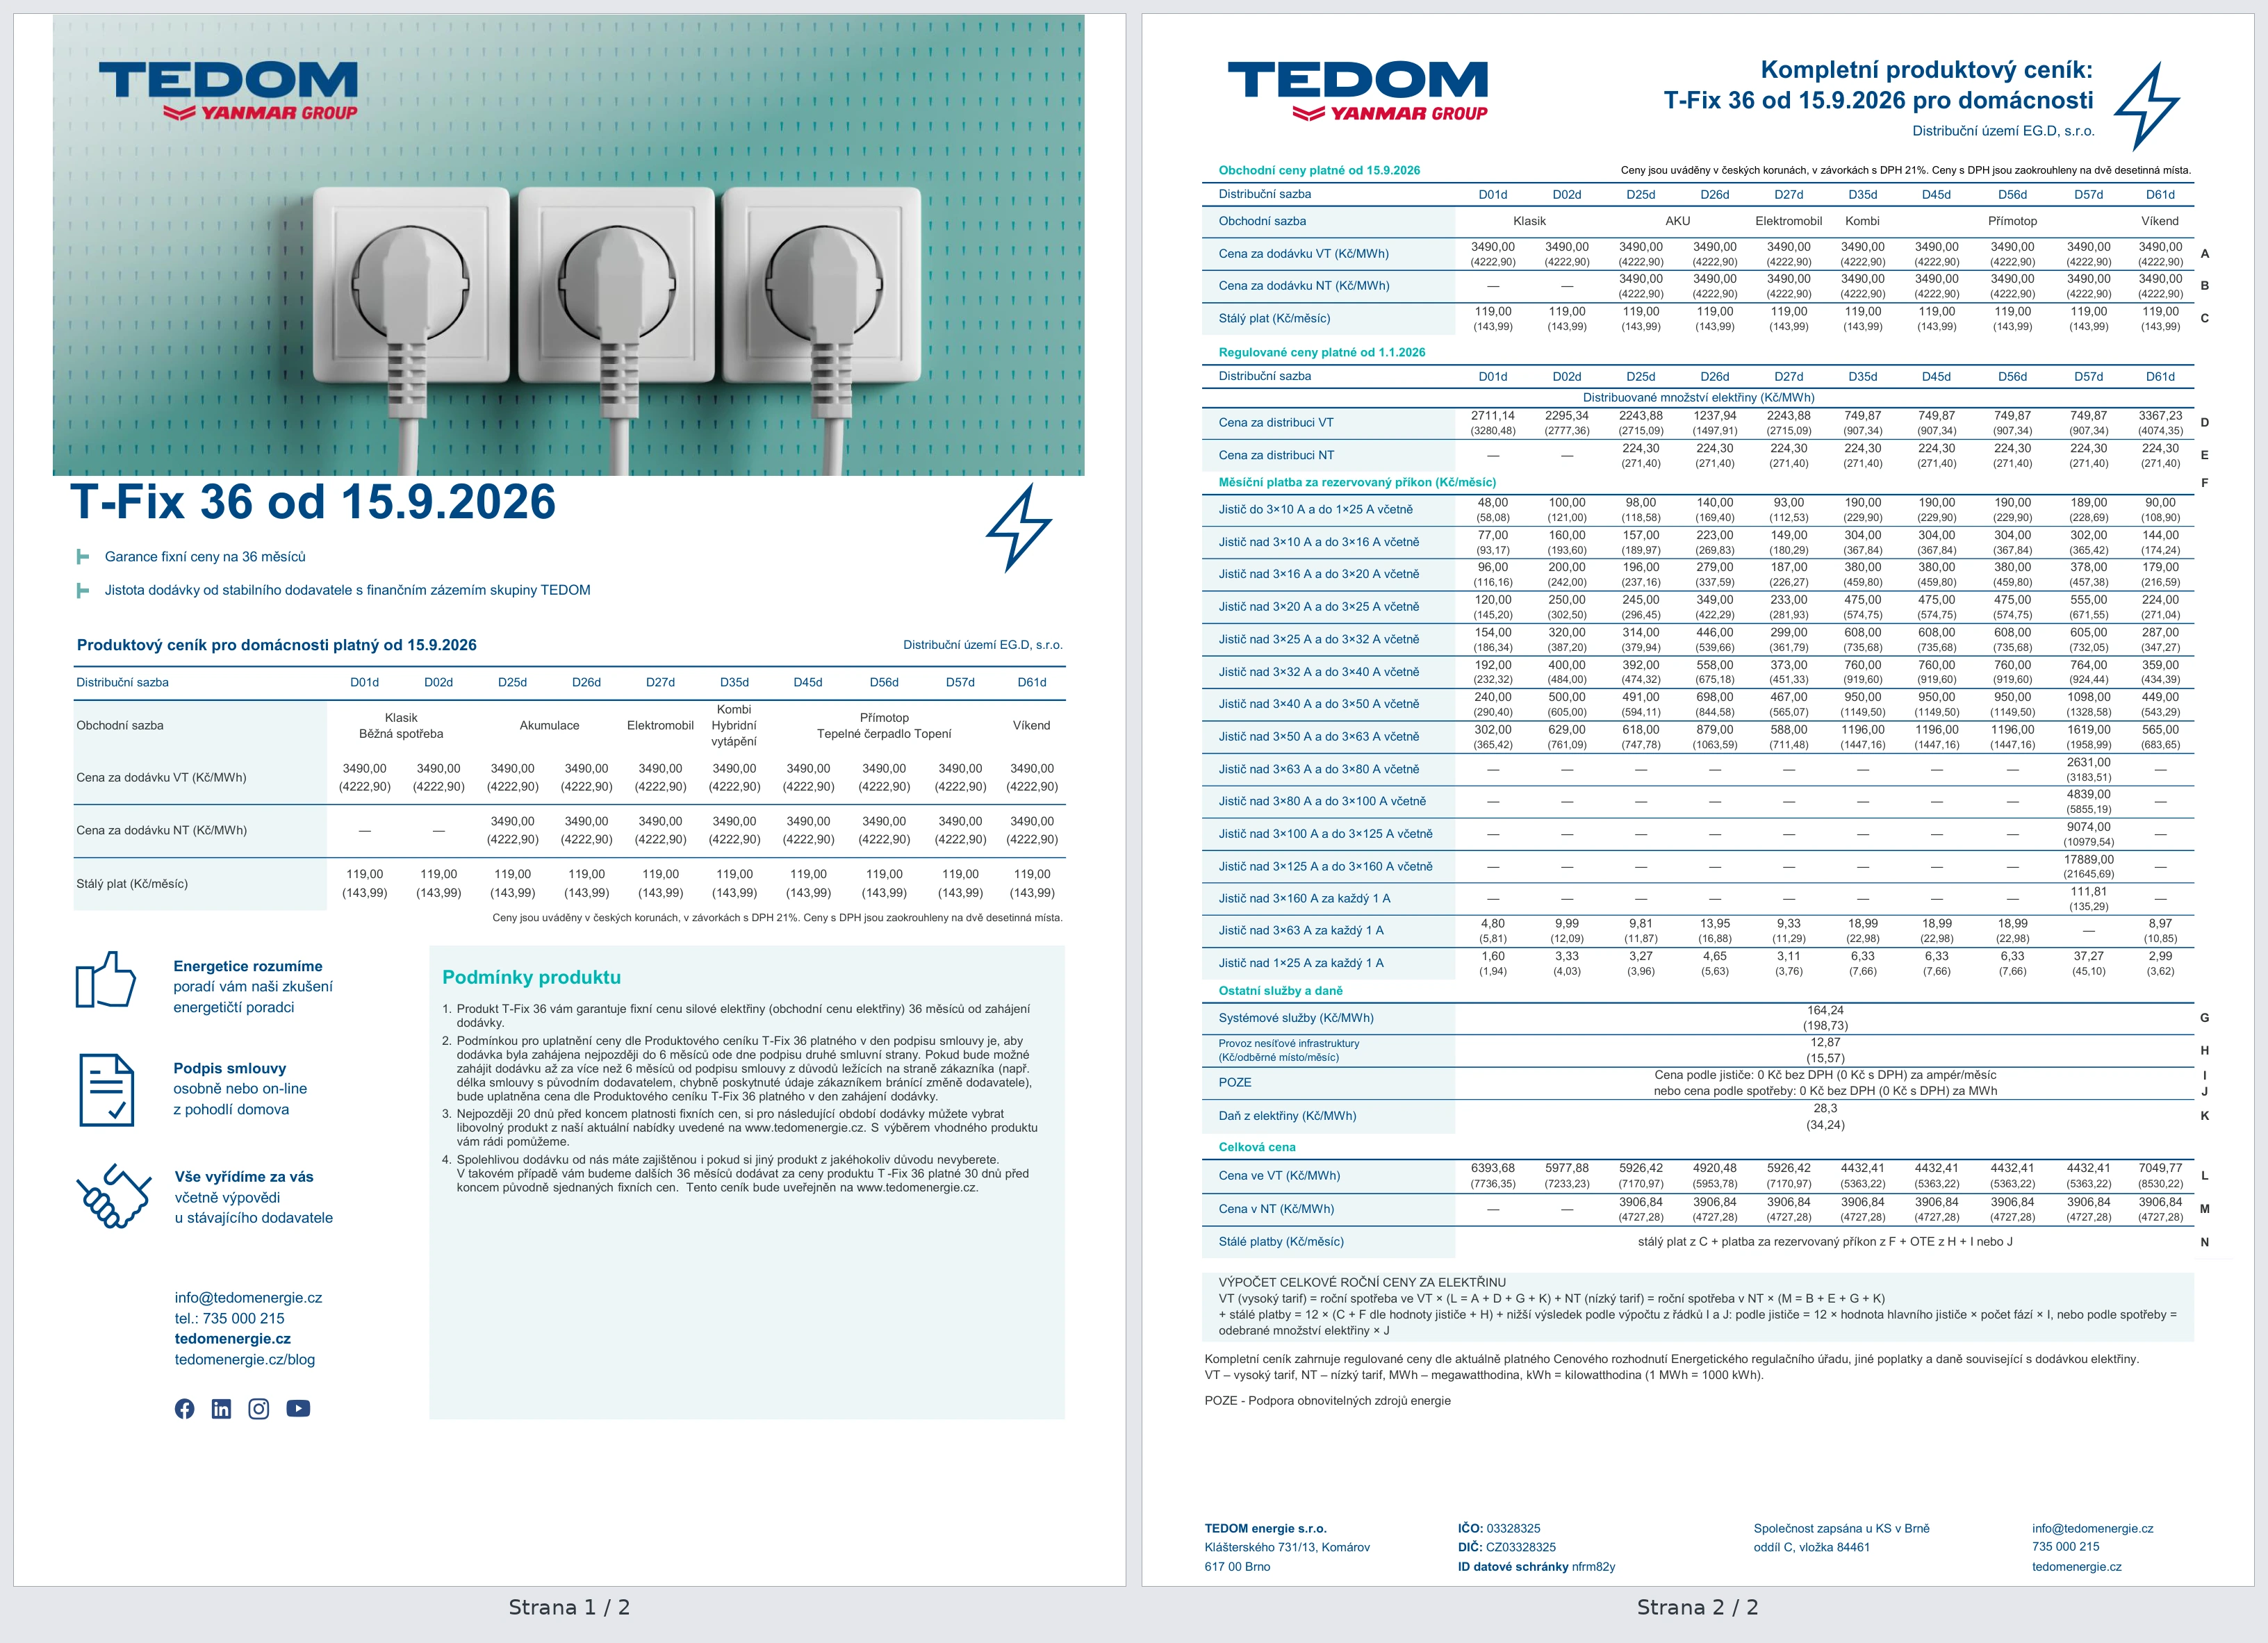 TEDOM
YANMAR GROUP
T-Fix 36 od 15.9.2026
Garance fixní ceny na 36 měsíců
Jistota dodávky od stabilního dodavatele s finančním zázemím skupiny TEDOM
Produktový ceník pro domácnosti platný od 15.9.2026 Distribuční území EG.D, s.r.o.
Distribuční sazba D01d D02d D25d D26d D27d D35d D45d D56d D57d D61d
Obchodní sazba Klasik Běžná spotřeba Akumulace Elektromobil Kombi Hybridní vytápění Přímotop Tepelné čerpadlo Topení Víkend
Cena za dodávku VT (Kč/MWh) 3490,00 3490,00 3490,00 3490,00 3490,00 3490,00 3490,00 3490,00 3490,00 3490,00
(4222,90) (4222,90) (4222,90) (4222,90) (4222,90) (4222,90) (4222,90) (4222,90) (4222,90) (4222,90)
Cena za dodávku NT (Kč/MWh) — — 3490,00 3490,00 3490,00 3490,00 3490,00 3490,00 3490,00 3490,00
(4222,90) (4222,90) (4222,90) (4222,90) (4222,90) (4222,90) (4222,90) (4222,90)
Stálý plat (Kč/měsíc) 119,00 119,00 119,00 119,00 119,00 119,00 119,00 119,00 119,00 119,00
(143,99) (143,99) (143,99) (143,99) (143,99) (143,99) (143,99) (143,99) (143,99) (143,99)
Ceny jsou uváděny v českých korunách, v závorkách s DPH 21%. Ceny s DPH jsou zaokrouhleny na dvě desetinná místa.
Energetice rozumíme
poradí vám naši zkušení
energetičtí poradci
Podpis smlouvy
osobně nebo on-line
z pohodlí domova
Vše vyřídíme za vás
včetně výpovědi
u stávajícího dodavatele
info@tedomenergie.cz
tel.: 735 000 215
tedomenergie.cz
tedomenergie.cz/blog
Podmínky produktu
1. Produkt T-Fix 36 vám garantuje fixní cenu silové elektřiny (obchodní cenu elektřiny) 36 měsíců od zahájení
dodávky.
2. Podmínkou pro uplatnění ceny dle Produktového ceníku T-Fix 36 platného v den podpisu smlouvy je, aby
dodávka byla zahájena nejpozději do 6 měsíců ode dne podpisu druhé smluvní strany. Pokud bude možné
zahájit dodávku až za více než 6 měsíců od podpisu smlouvy z důvodů ležících na straně zákazníka (např.
délka smlouvy s původním dodavatelem, chybně poskytnuté údaje zákazníkem bránící změně dodavatele),
bude uplatněna cena dle Produktového ceníku T-Fix 36 platného v den zahájení dodávky.
3. Nejpozději 20 dnů před koncem platnosti fixních cen, si pro následující období dodávky můžete vybrat
libovolný produkt z naší aktuální nabídky uvedené na www.tedomenergie.cz. S výběrem vhodného produktu
vám rádi pomůžeme.
4. Spolehlivou dodávkou od nás máte zajištěnou i pokud si jiný produkt z jakéhokoliv důvodu nevyberete.
V takovém případě vám budeme dalších 36 měsíců dodávat za ceny produktu T -Fix 36 platné 30 dnů před
koncem původně sjednaných fixních cen. Tento ceník bude uveřejněn na www.tedomenergie.cz.
Strana 1 / 2
TEDOM
YANMAR GROUP
Kompletní produktový ceník:
T-Fix 36 od 15.9.2026 pro domácnosti
Distribuční území EG.D, s.r.o.
Obchodní ceny platné od 15.9.2026 Ceny jsou uváděny v českých korunách, v závorkách s DPH 21%. Ceny s DPH jsou zaokrouhleny na dvě desetinná místa.
Distribuční sazba D01d D02d D25d D26d D27d D35d D45d D56d D57d D61d
Obchodní sazba Klasik AKU Elektromobil Kombi Přímotop Víkend
Cena za dodávku VT (Kč/MWh) 3490,00 3490,00 3490,00 3490,00 3490,00 3490,00 3490,00 3490,00 3490,00 3490,00 A
(4222,90) (4222,90) (4222,90) (4222,90) (4222,90) (4222,90) (4222,90) (4222,90) (4222,90) (4222,90)
Cena za dodávku NT (Kč/MWh) — — 3490,00 3490,00 3490,00 3490,00 3490,00 3490,00 3490,00 3490,00 B
(4222,90) (4222,90) (4222,90) (4222,90) (4222,90) (4222,90) (4222,90) (4222,90)
Stálý plat (Kč/měsíc) 119,00 119,00 119,00 119,00 119,00 119,00 119,00 119,00 119,00 119,00 C
(143,99) (143,99) (143,99) (143,99) (143,99) (143,99) (143,99) (143,99) (143,99) (143,99)
Regulované ceny platné od 1.1.2026
Distribuční sazba D01d D02d D25d D26d D27d D35d D45d D56d D57d D61d
Distribuované množství elektřiny (Kč/MWh)
Cena za distribuci VT 2711,14 2295,34 2243,88 1237,94 2243,88 749,87 749,87 749,87 749,87 3367,23 D
(3280,48) (2777,36) (2715,09) (1497,91) (2715,09) (907,34) (907,34) (907,34) (907,34) (4074,35)
Cena za distribuci NT — — 224,30 224,30 224,30 224,30 224,30 224,30 224,30 224,30 E
(271,40) (271,40) (271,40) (271,40) (271,40) (271,40) (271,40) (271,40)
Měsíční platba za rezervovaný příkon (Kč/měsíc) F
Jistič do 3×10 A a do 1×25 A včetně 48,00 100,00 98,00 140,00 93,00 190,00 190,00 190,00 189,00 90,00
(58,08) (121,00) (118,58) (169,40) (112,53) (229,90) (229,90) (229,90) (228,69) (108,90)
Jistič nad 3×10 A a do 3×16 A včetně 77,00 160,00 157,00 223,00 149,00 304,00 304,00 304,00 302,00 144,00
(93,17) (193,60) (189,97) (269,83) (180,29) (367,84) (367,84) (367,84) (365,42) (174,24)
Jistič nad 3×16 A a do 3×20 A včetně 96,00 200,00 196,00 279,00 187,00 380,00 380,00 380,00 378,00 179,00
(116,16) (242,00) (237,16) (337,59) (226,27) (459,80) (459,80) (459,80) (457,38) (216,59)
Jistič nad 3×20 A a do 3×25 A včetně 120,00 250,00 245,00 349,00 233,00 475,00 475,00 475,00 555,00 224,00
(145,20) (302,50) (296,45) (422,29) (281,93) (574,75) (574,75) (574,75) (671,55) (271,04)
Jistič nad 3×25 A a do 3×32 A včetně 154,00 320,00 314,00 446,00 299,00 608,00 608,00 608,00 605,00 287,00
(186,34) (387,20) (379,94) (539,66) (361,79) (735,68) (735,68) (735,68) (732,05) (347,27)
Jistič nad 3×32 A a do 3×40 A včetně 192,00 400,00 392,00 558,00 373,00 760,00 760,00 760,00 764,00 359,00
(232,32) (484,00) (474,32) (675,18) (451,33) (919,60) (919,60) (919,60) (924,44) (434,39)
Jistič nad 3×40 A a do 3×50 A včetně 240,00 500,00 491,00 698,00 467,00 950,00 950,00 950,00 1098,00 449,00
(290,40) (605,00) (594,11) (844,58) (565,07) (1149,50) (1149,50) (1149,50) (1328,58) (543,29)
Jistič nad 3×50 A a do 3×63 A včetně 302,00 629,00 618,00 879,00 588,00 1196,00 1196,00 1196,00 1619,00 565,00
(365,42) (761,09) (747,78) (1063,59) (711,48) (1447,16) (1447,16) (1447,16) (1958,99) (683,65)
Jistič nad 3×63 A a do 3×80 A včetně — — — — — — — — 2631,00 —
(3183,51)
Jistič nad 3×80 A a do 3×100 A včetně — — — — — — — — 4839,00 —
(5855,19)
Jistič nad 3×100 A a do 3×125 A včetně — — — — — — — — 9074,00 —
(10979,54)
Jistič nad 3×125 A a do 3×160 A včetně — — — — — — — — 17889,00 —
(21645,69)
Jistič nad 3×160 A za každý 1 A — — — — — — — — 111,81 —
(135,29)
Jistič nad 3×63 A za každý 1 A 4,80 9,99 9,81 13,95 9,33 18,99 18,99 18,99 — 8,97
(5,81) (12,09) (11,87) (16,88) (11,29) (22,98) (22,98) (22,98) (10,85)
Jistič nad 1×25 A za každý 1 A 1,60 3,33 3,27 4,65 3,11 6,33 6,33 6,33 37,27 2,99
(1,94) (4,03) (3,96) (5,63) (3,76) (7,66) (7,66) (7,66) (45,10) (3,62)
Ostatní služby a daně
Systémové služby (Kč/MWh) 164,24 G
(198,73)
Provoz nesíťové infrastruktury 12,87 H
(Kč/odběrné místo/měsíc) (15,57)
POZE Cena podle jističe: 0 Kč bez DPH (0 Kč s DPH) za ampér/měsíc I
nebo cena podle spotřeby: 0 Kč bez DPH (0 Kč s DPH) za MWh J
Daň z elektřiny (Kč/MWh) 28,3 K
(34,24)
Celková cena
Cena ve VT (Kč/MWh) 6393,68 5977,88 5926,42 4920,48 5926,42 4432,41 4432,41 4432,41 4432,41 7049,77 L
(7736,35) (7233,23) (7170,97) (5953,78) (7170,97) (5363,22) (5363,22) (5363,22) (5363,22) (8530,22)
Cena v NT (Kč/MWh) — — 3906,84 3906,84 3906,84 3906,84 3906,84 3906,84 3906,84 3906,84 M
(4727,28) (4727,28) (4727,28) (4727,28) (4727,28) (4727,28) (4727,28) (4727,28)
Stálé platby (Kč/měsíc) stálý plat z C + platba za rezervovaný příkon z F + OTE z H + I nebo J N
VÝPOČET CELKOVÉ ROČNÍ CENY ZA ELEKTŘINU
VT (vysoký tarif) = roční spotřeba ve VT × (L = A + D + G + K) + NT (nízký tarif) = roční spotřeba v NT × (M = B + E + G + K)
+ stálé platby = 12 × (C + F dle hodnoty jističe + H) + nižší výsledek podle výpočtu z řádků I a J: podle jističe = 12 × hodnota hlavního jističe × počet fází × I, nebo podle spotřeby =
odebrané množství elektřiny × J
Kompletní ceník zahrnuje regulované ceny dle aktuálně platného Cenového rozhodnutí Energetického regulačního úřadu, jiné poplatky a daně související s dodávkou elektřiny.
VT – vysoký tarif, NT – nízký tarif, MWh – megawatthodina, kWh = kilowatthodina (1 MWh = 1000 kWh).
POZE - Podpora obnovitelných zdrojů energie
TEDOM energie s.r.o. IČO: 03328325 Společnost zapsána u KS v Brně info@tedomenergie.cz
Klášterského 731/13, Komárov DIČ: CZ03328325 oddíl C, vložka 84461 735 000 215
617 00 Brno ID datové schránky nfrm82y tedomenergie.cz
Strana 2 / 2